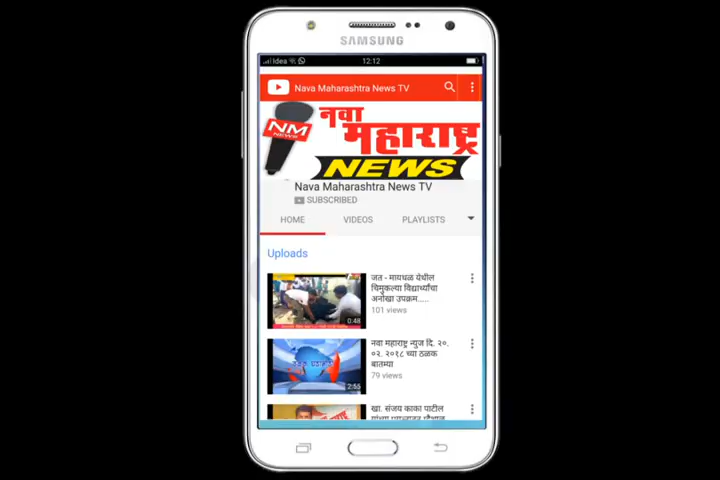 SAMSUNG
Idea
12:12
Nava Maharashtra News TV
NM
NEWS
नवा
महाराष्ट्र
NEWS
Nava Maharashtra News TV
SUBSCRIBED
HOME VIDEOS PLAYLISTS
Uploads
जत - मायथळ येथील
चिमुकल्या विद्यार्थ्यांचा
अनोखा उपक्रम.....
101 views
0:48
नवा महाराष्ट्र न्युज दि. २०.
०२. २०१८ च्या ठळक
बातम्या
79 views
2:55
खा. संजय काका पाटील